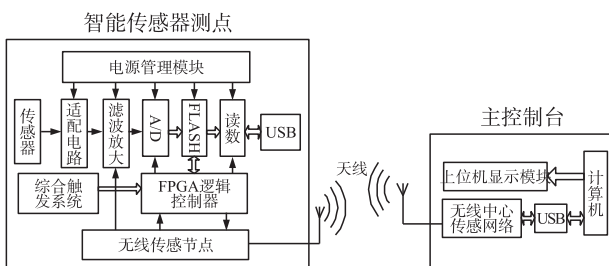 智能传感器测点
电源管理模块
传感器
适配电路
滤波放大
A/D
FLASH
读数
USB
综合触
发系统
FPGA逻辑
控制器
无线传感节点
天线
主控制台
上位机显示模块
计算机
无线中心
传感网络
USB